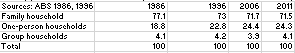 Sources: ABS 1986, 1996 1986 1996 2006 2011
Family household 77.1 73 71.7 71.5
One-person households 18.8 22.8 24.4 24.3
Group households 4.1 4.2 3.9 4.1
Total 100 100 100 100